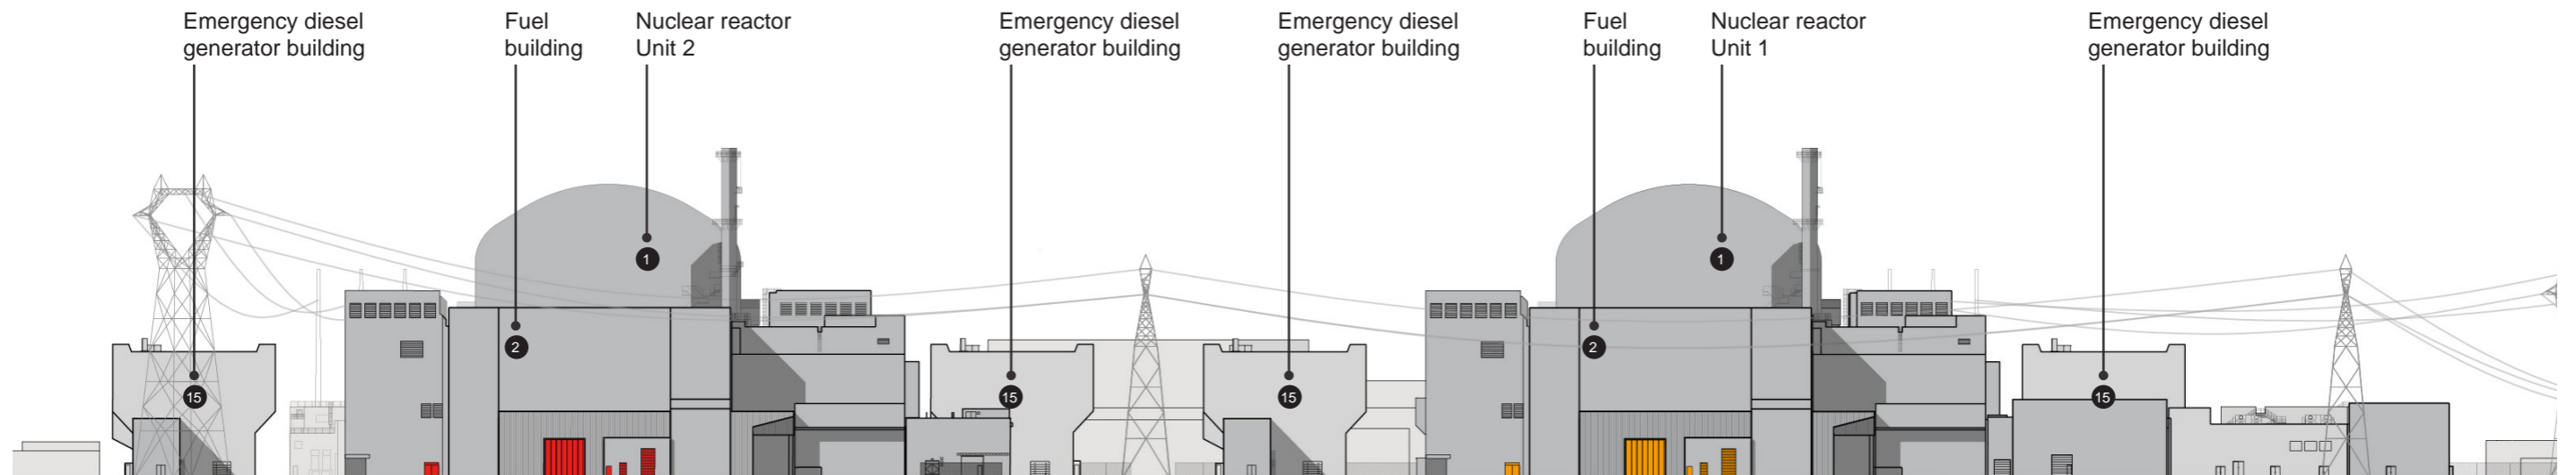 Emergency diesel
generator building
Fuel
building
Nuclear reactor
Unit 2
Emergency diesel
generator building
Emergency diesel
generator building
Fuel
building
Nuclear reactor
Unit 1
Emergency diesel
generator building
1
1
2
2
15
15
15
15